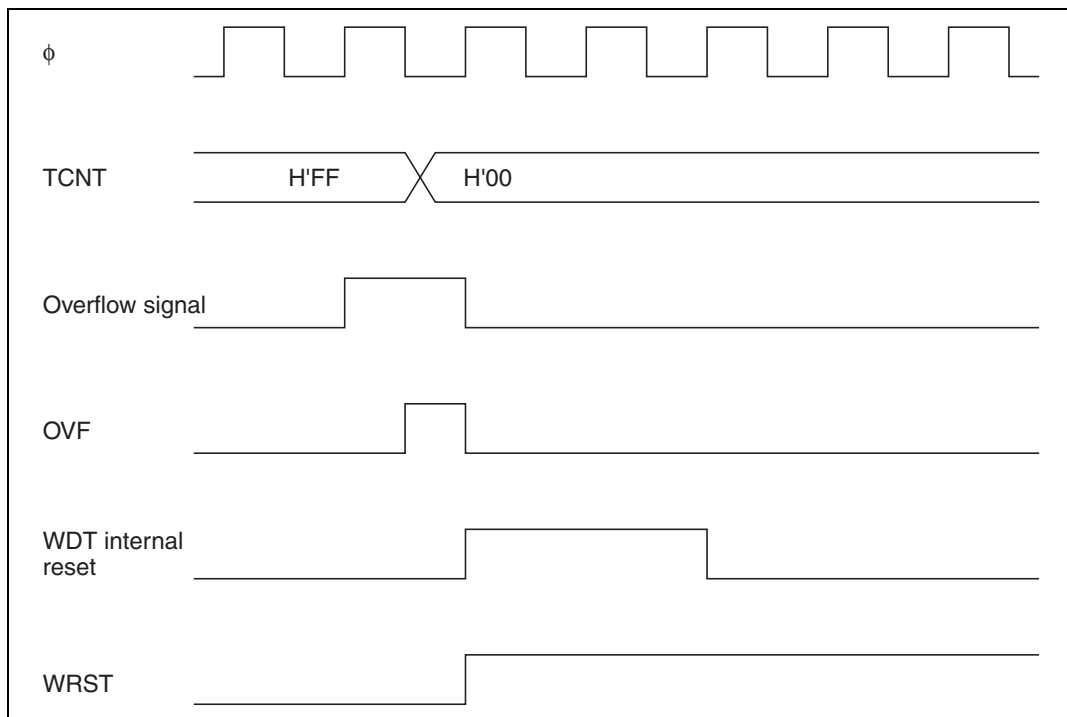 ϕ
TCNT
H'FF
H'00
Overflow signal
OVF
WDT internal
reset
WRST